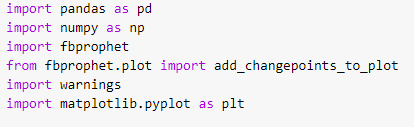 import pandas as pd
import numpy as np
import fbprophet
from fbprophet.plot import add_changepoints_to_plot
import warnings
import matplotlib.pyplot as plt